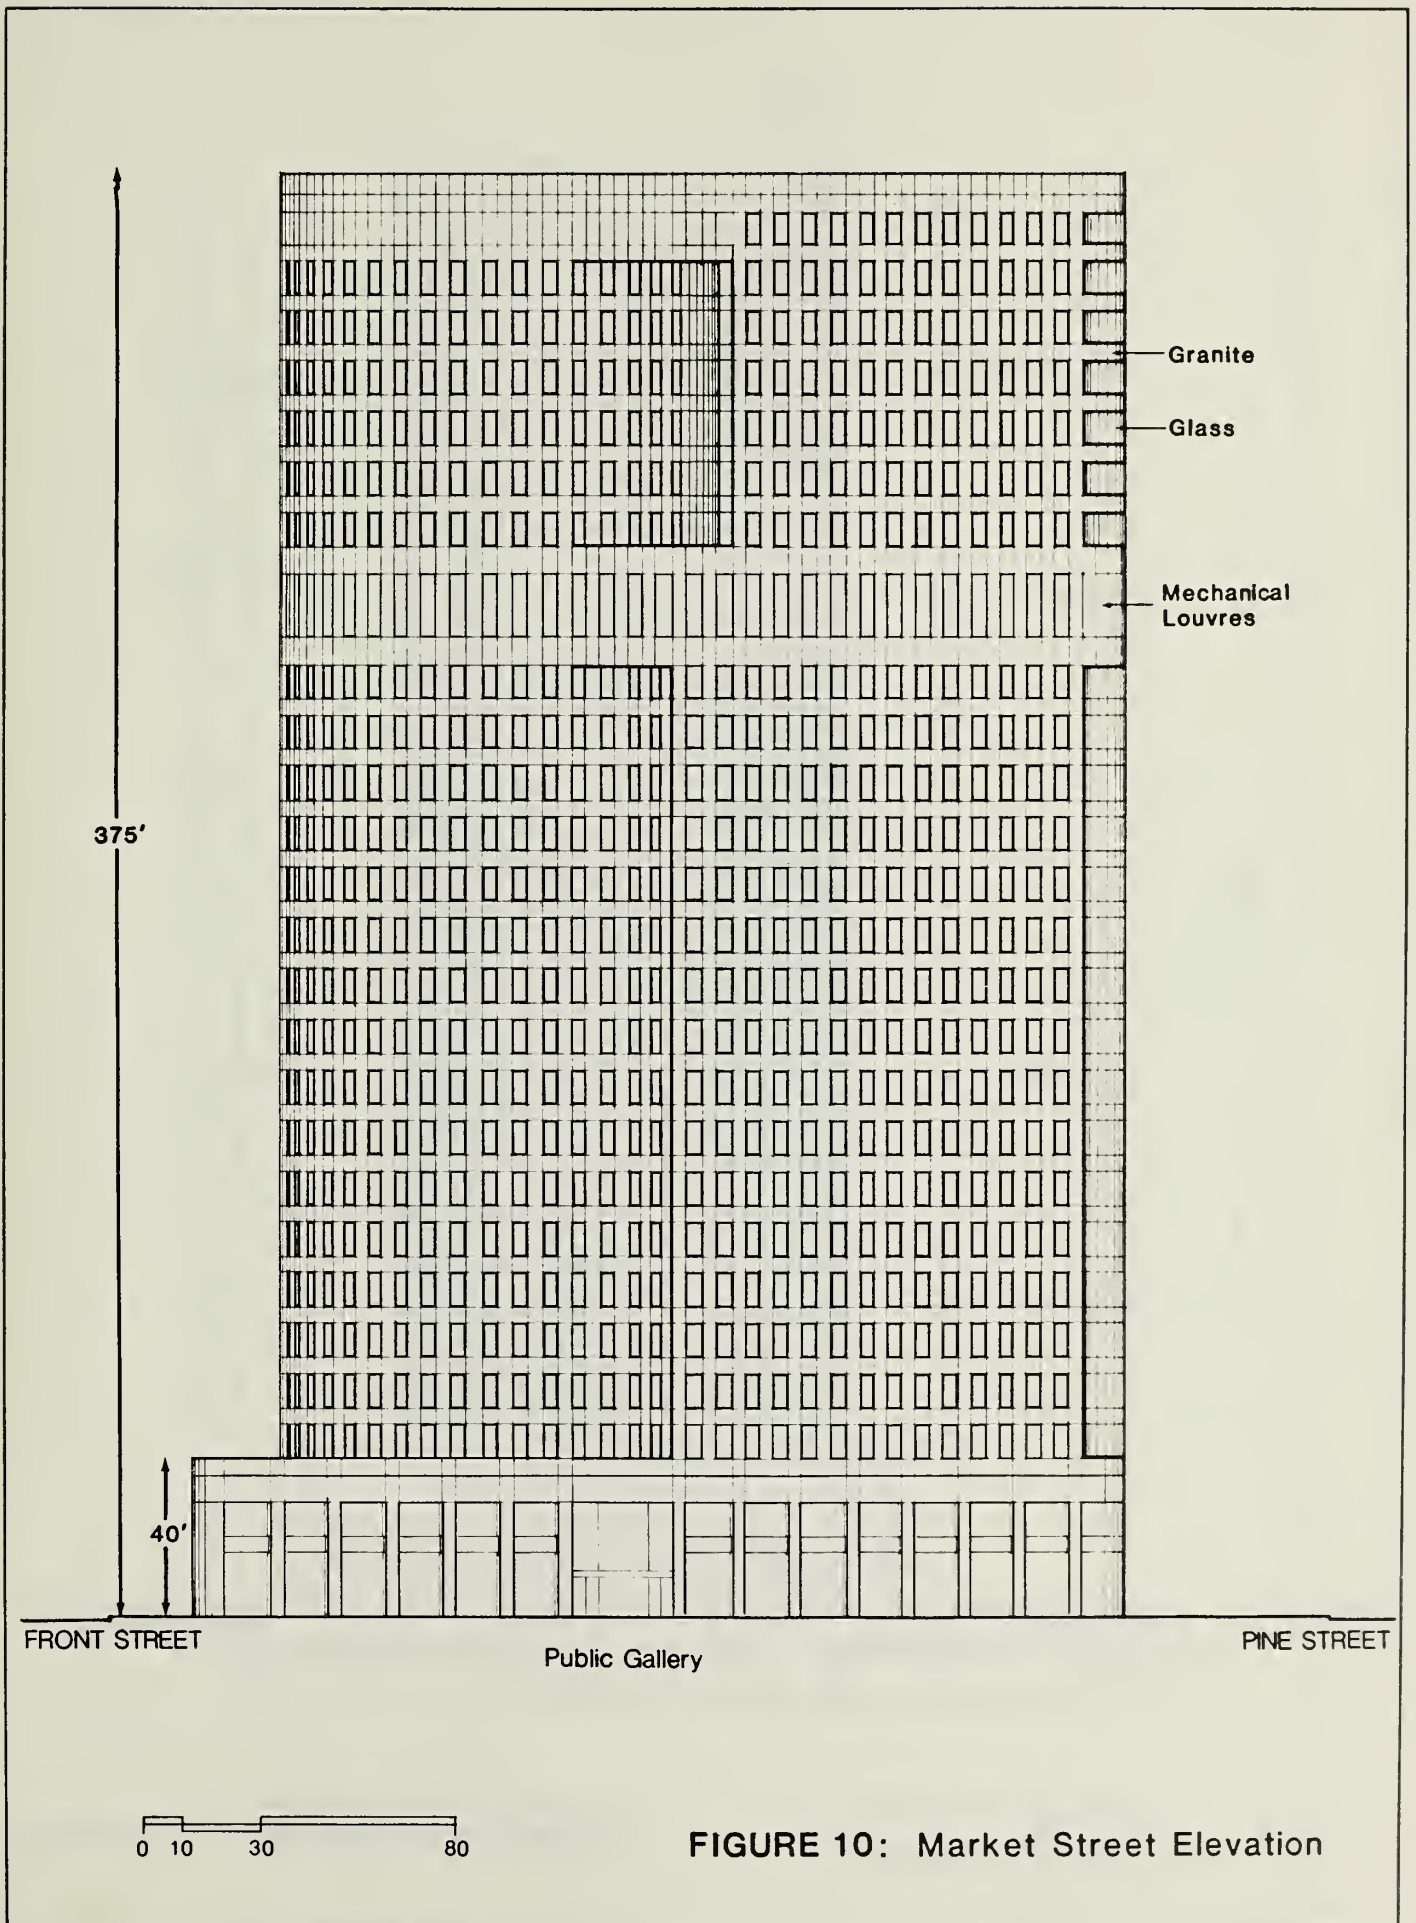 Granite
Glass
Mechanical
Louvres
375'
40'
FRONT STREET
PINE STREET
Public Gallery
0 10 30 80
FIGURE 10: Market Street Elevation